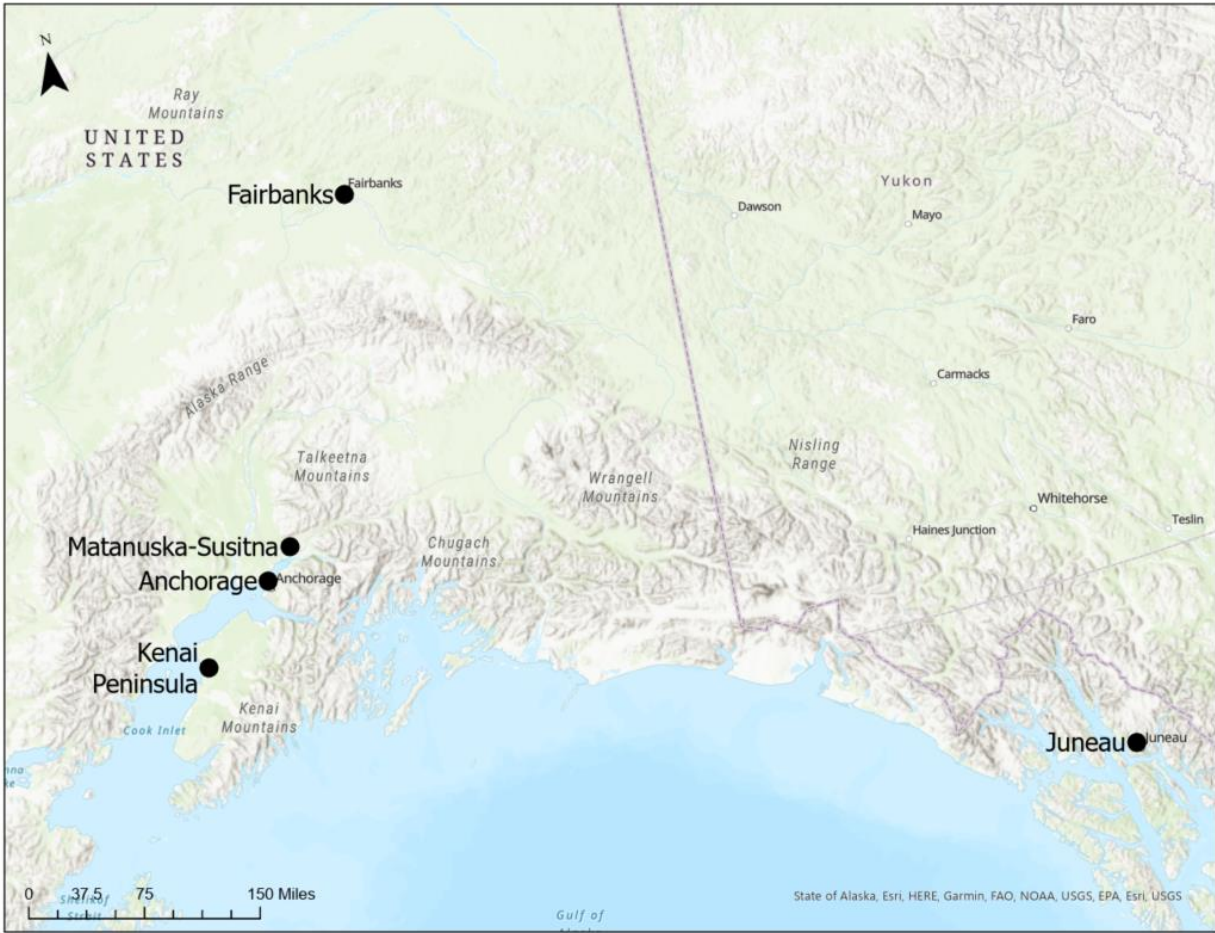 N
Ray
Mountains
UNITED
STATES
Fairbanks
Fairbanks
Yukon
Dawson
Mayo
Faro
Alaska Range
Carmacks
Talkeetna
Mountains
Nisling
Range
Wrangell
Mountains
Whitehorse
Teslin
Haines Junction
Matanuska-Susitna
Chugach
Mountains
Anchorage
Anchorage
Kenai
Peninsula
Kenai
Mountains
Cook Inlet
Juneau
Juneau
0 37.5 75 150 Miles
Strait
State of Alaska, Esri, HERE, Garmin, FAO, NOAA, USGS, EPA, Esri, USGS
Gulf of